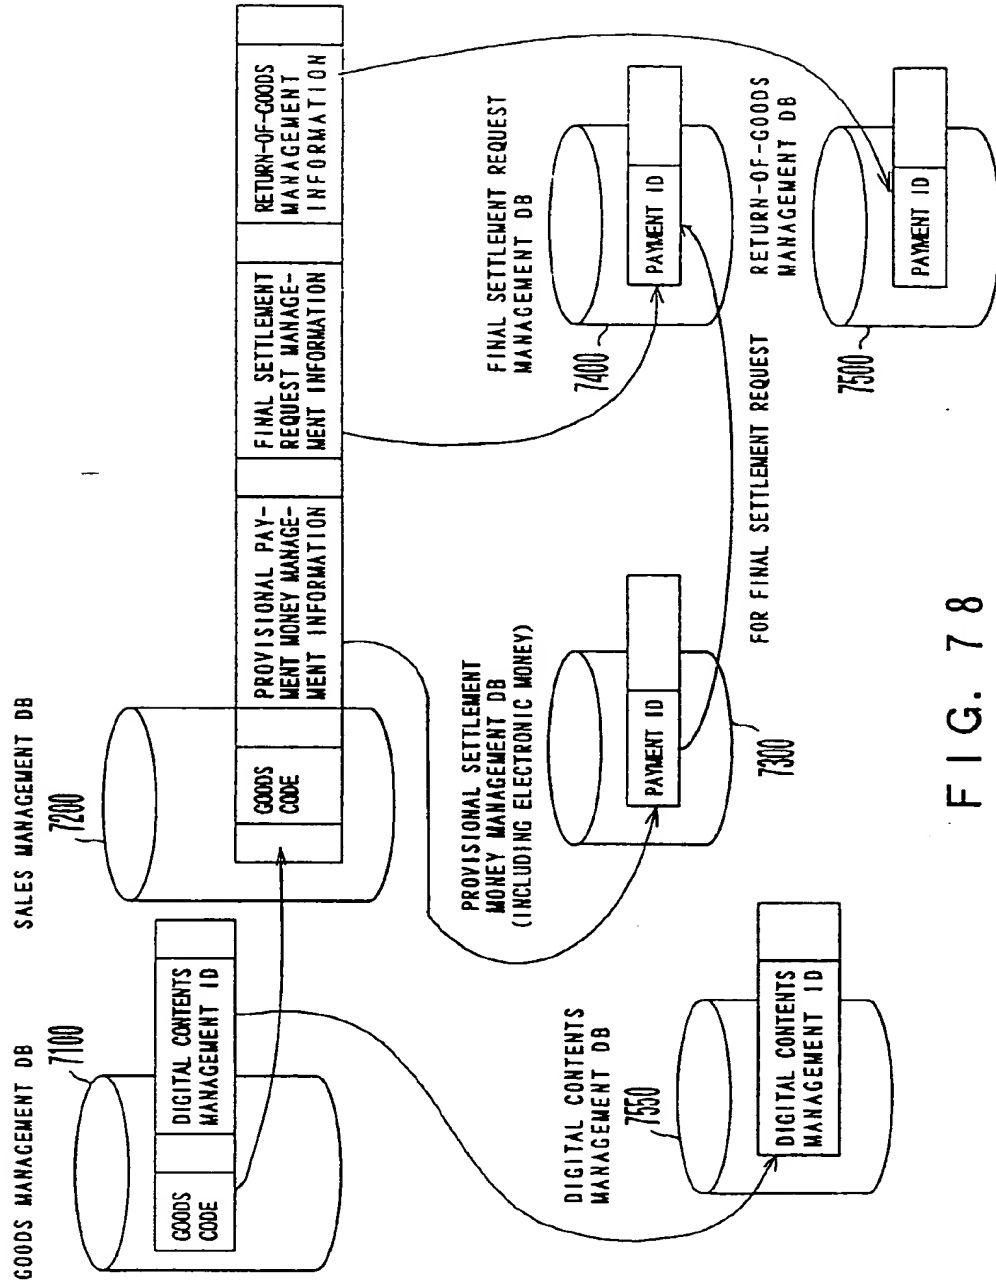 GOODS MANAGEMENT DB
7100
GOODS
CODE
DIGITAL CONTENTS
MANAGEMENT ID
SALES MANAGEMENT DB
7200
GOODS
CODE
PROVISIONAL PAY-
MENT MONEY MANAGE-
MENT INFORMATION
FINAL SETTLEMENT
REQUEST MANAGE-
MENT INFORMATION
RETURN-OF-GOODS
MANAGEMENT
INFORMATION
DIGITAL CONTENTS
MANAGEMENT DB
7550
DIGITAL CONTENTS
MANAGEMENT ID
PROVISIONAL SETTLEMENT
MONEY MANAGEMENT DB
(INCLUDING ELECTRONIC MONEY)
PAYMENT ID
7300
FINAL SETTLEMENT REQUEST
MANAGEMENT DB
7400
PAYMENT ID
FOR FINAL SETTLEMENT REQUEST
RETURN-OF-GOODS
MANAGEMENT DB
7500
PAYMENT ID
FIG. 78